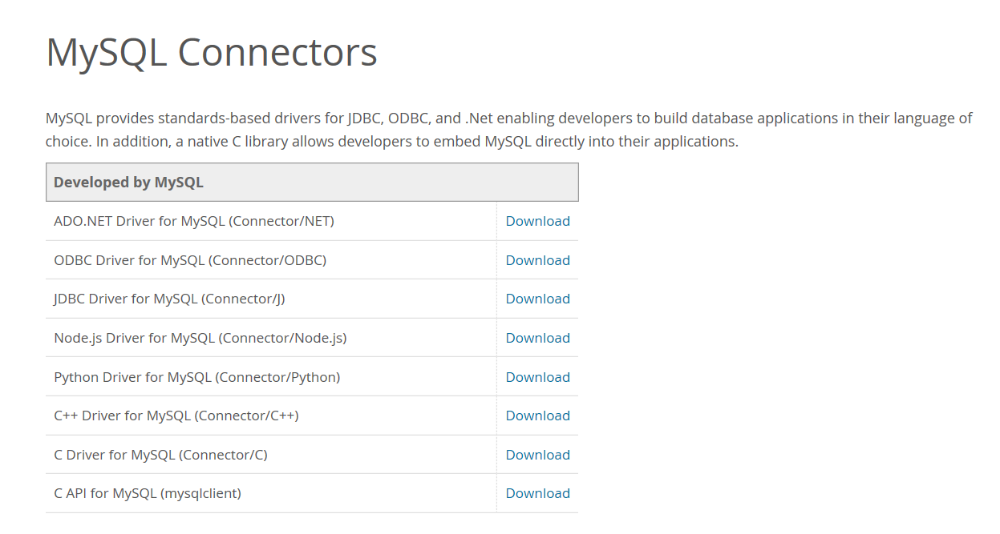 MySQL Connectors
MySQL provides standards-based drivers for JDBC, ODBC, and .Net enabling developers to build database applications in their language of
choice. In addition, a native C library allows developers to embed MySQL directly into their applications.
Developed by MySQL
ADO.NET Driver for MySQL (Connector/NET) Download
ODBC Driver for MySQL (Connector/ODBC) Download
JDBC Driver for MySQL (Connector/J) Download
Node.js Driver for MySQL (Connector/Node.js) Download
Python Driver for MySQL (Connector/Python) Download
C++ Driver for MySQL (Connector/C++) Download
C Driver for MySQL (Connector/C) Download
C API for MySQL (mysqlclient) Download